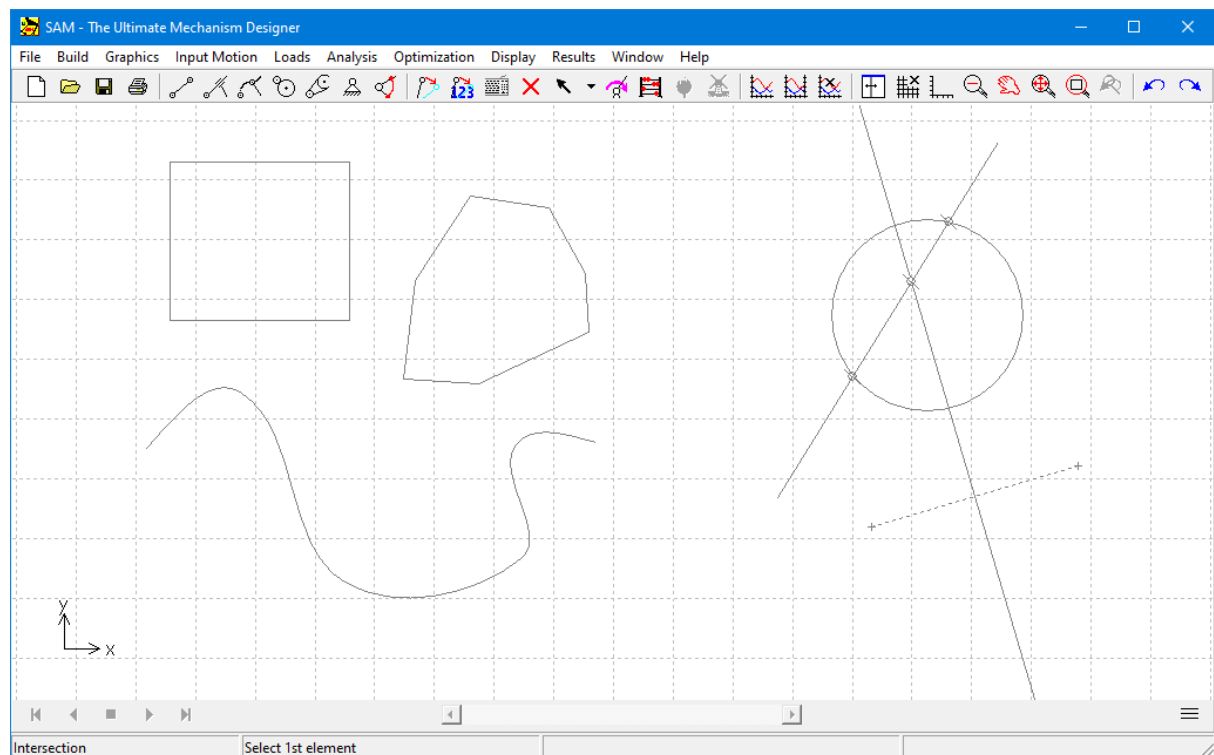 SAM - The Ultimate Mechanism Designer
File Build Graphics Input Motion Loads Analysis Optimization Display Results Window Help
123
y
x
Intersection Select 1st element